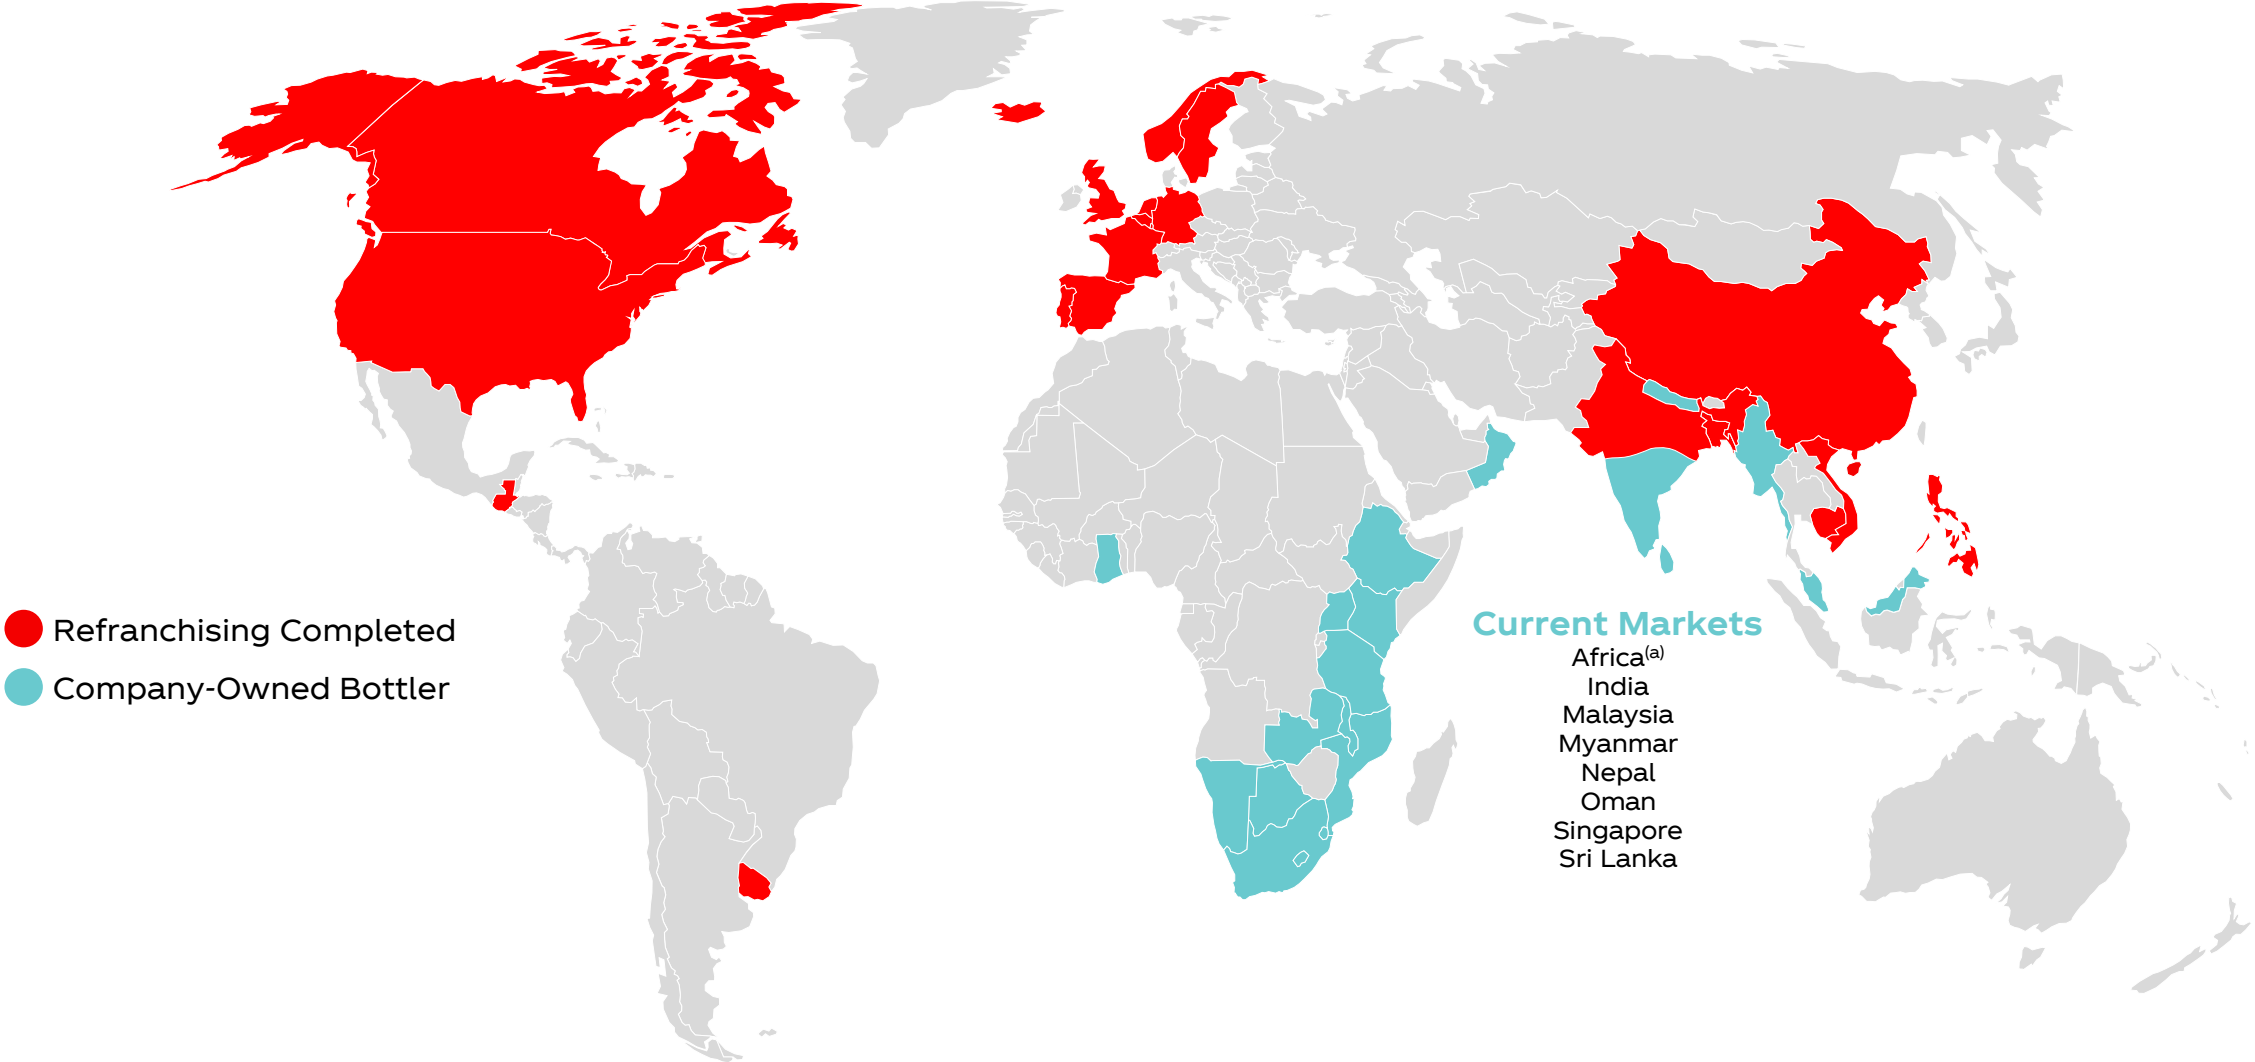 Refranchising Completed
Company-Owned Bottler
Current Markets
Africa(a)
India
Malaysia
Myanmar
Nepal
Oman
Singapore
Sri Lanka